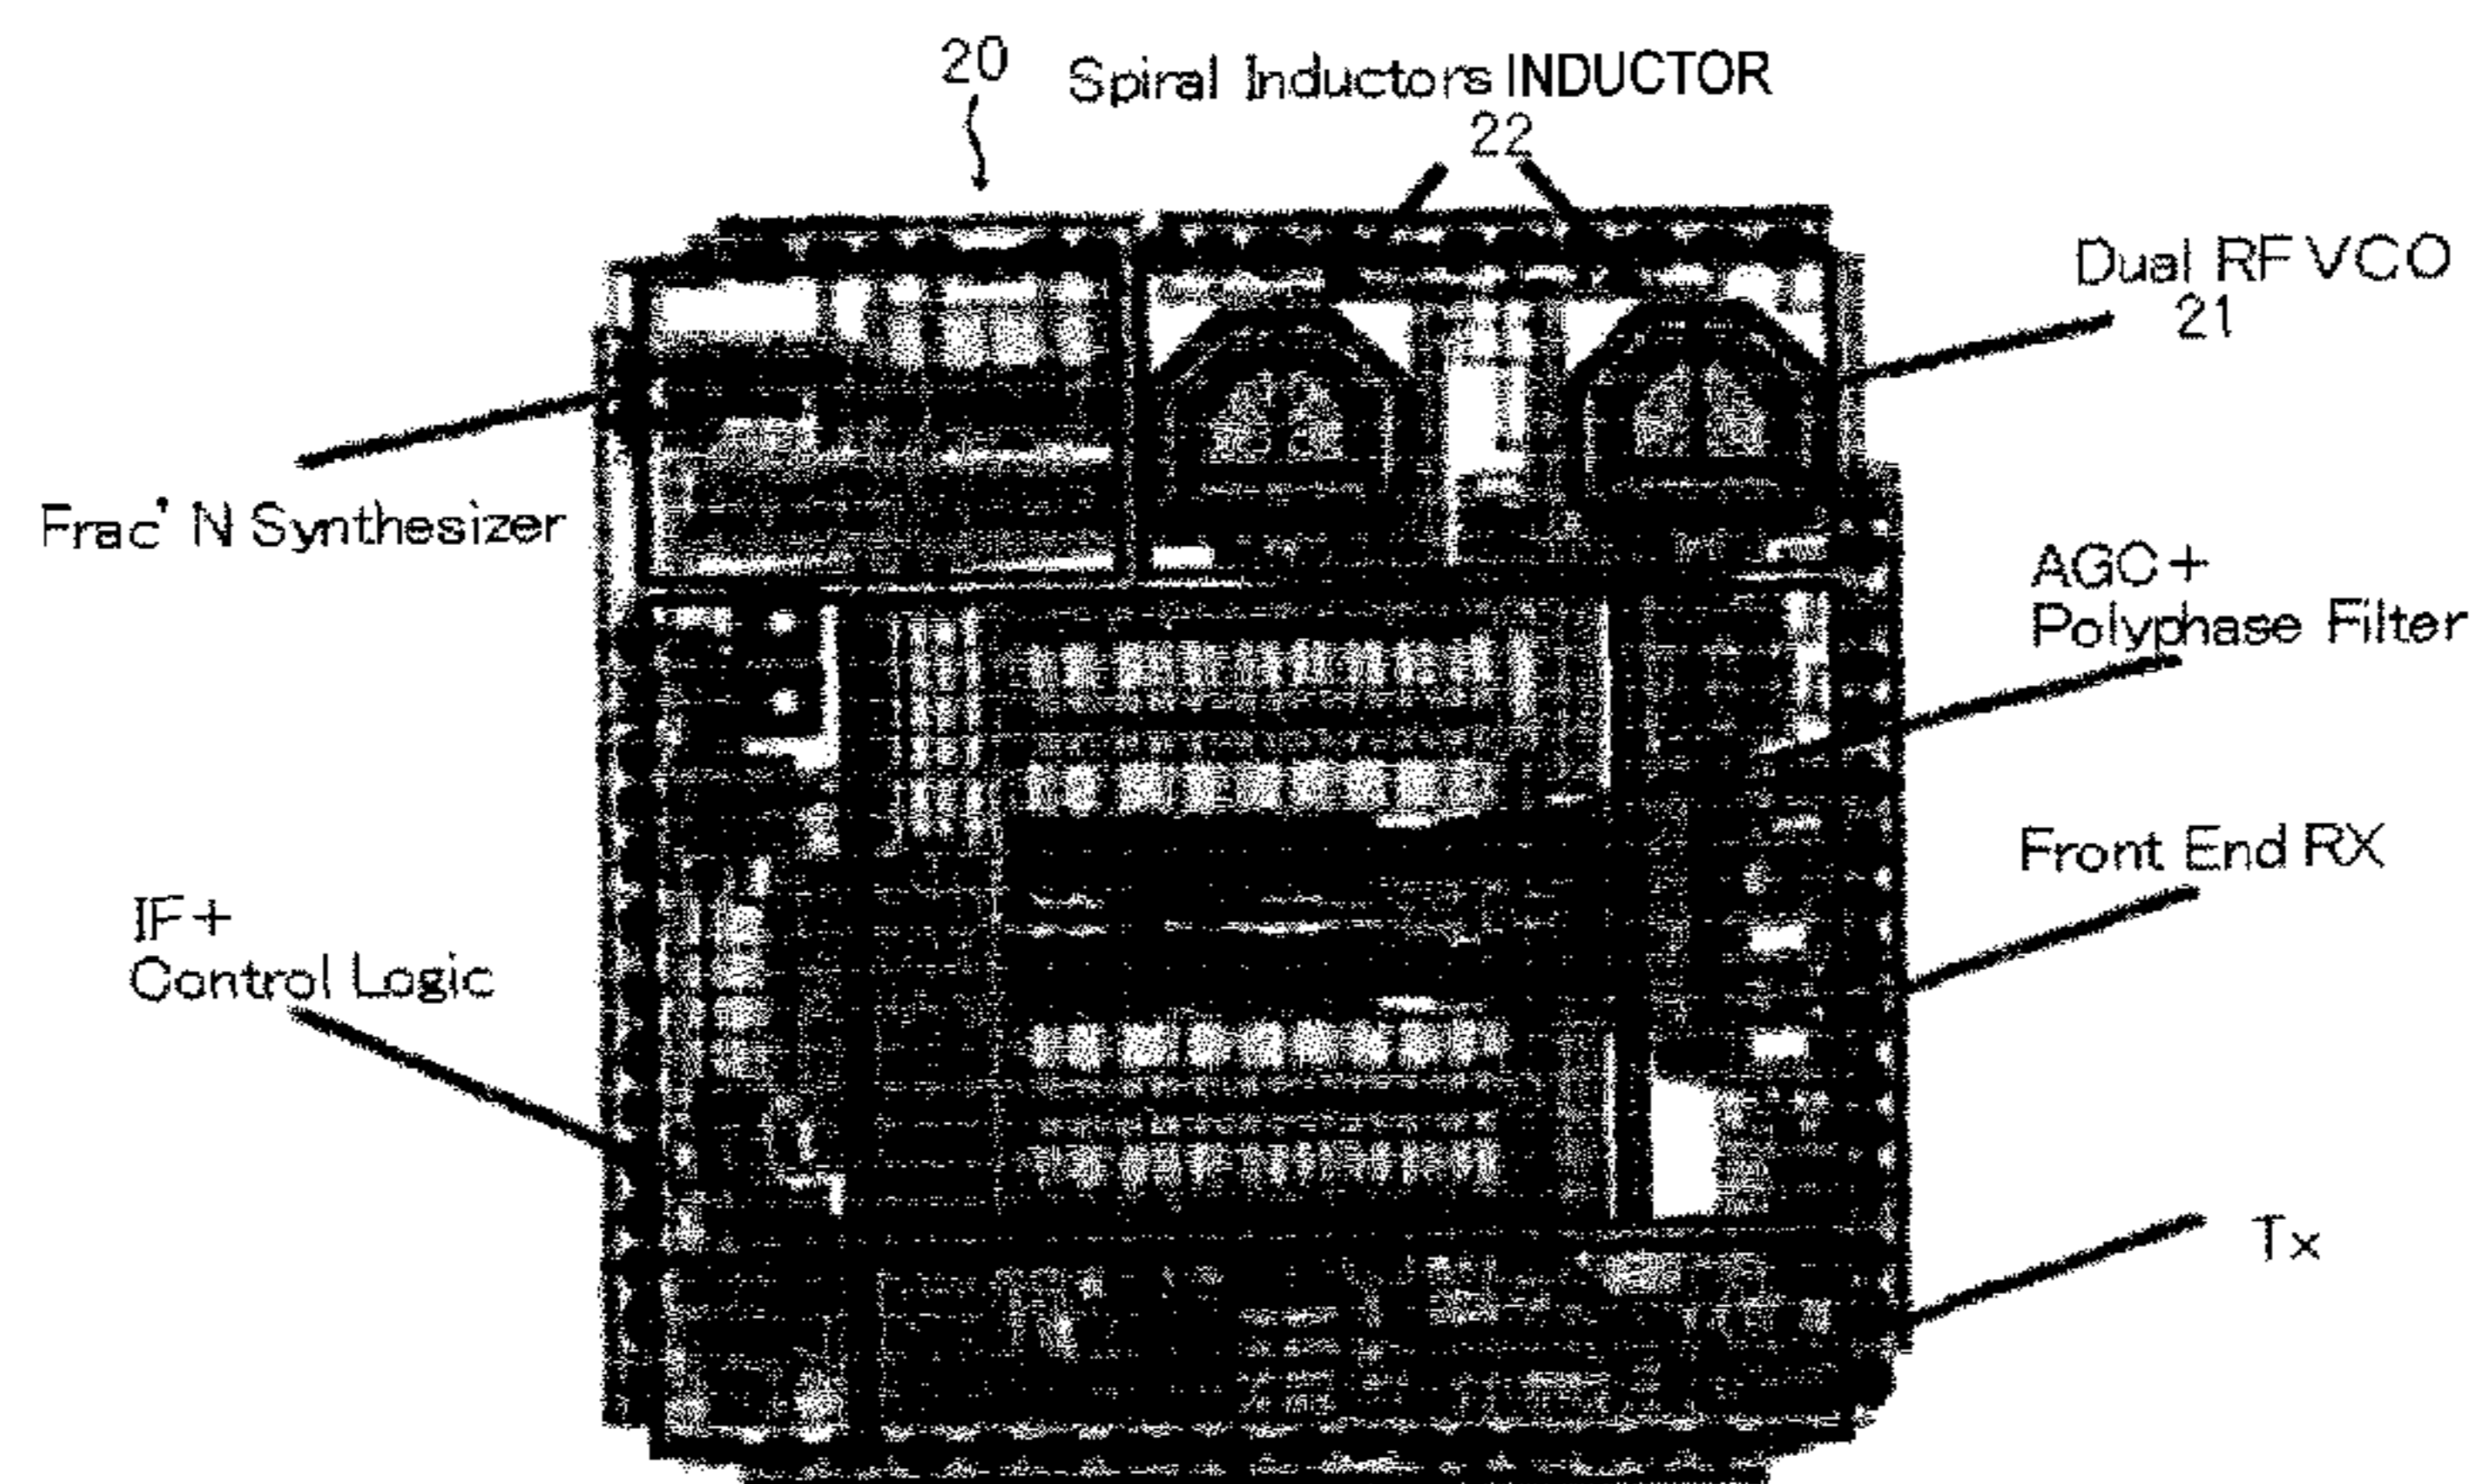 20
Spiral Inductors INDUCTOR
22
Dual RF VCO
21
Frac' N Synthesizer
AGC +
Polyphase Filter
Front End RX
IF +
Control Logic
Tx